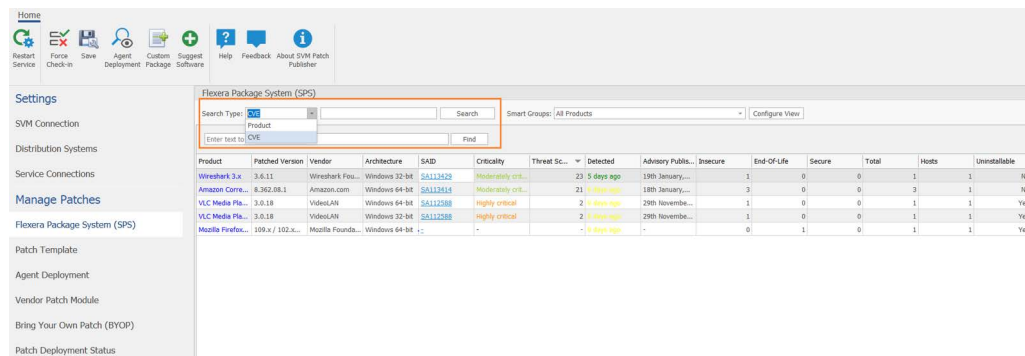 Home
Restart Service
Force Check-in
Save
Agent Deployment
Custom Package
Suggest Software
Help
Feedback
About SVM Patch Publisher
Settings
SVM Connection
Distribution Systems
Service Connections
Manage Patches
Flexera Package System (SPS)
Patch Template
Agent Deployment
Vendor Patch Module
Bring Your Own Patch (BYOP)
Patch Deployment Status
Flexera Package System (SPS)
Search Type: CVE Search Smart Groups: All Products Configure View
Product
CVE
Enter text to Find
Product Patched Version Vendor Architecture SAID Criticality Threat Sc... Detected Advisory Publis... Insecure End-Of-Life Secure Total Hosts Uninstallable
Wireshark 3.x 3.6.11 Wireshark Fou... Windows 32-bit SA113429 Moderately crit... 23 5 days ago 19th January,... 1 0 0 1 1 N
Amazon Corre... 8.362.08.1 Amazon.com Windows 64-bit SA113414 Moderately crit... 21 18th January,... 3 0 0 3 1 N
VLC Media Pla... 3.0.18 VideoLAN Windows 64-bit SA112588 Highly critical 2 29th Novembe... 1 0 0 1 1 Ye
VLC Media Pla... 3.0.18 VideoLAN Windows 32-bit SA112588 Highly critical 2 29th Novembe... 1 0 0 1 1 Ye
Mozilla Firefox... 109.x / 102.x... Mozilla Founda... Windows 64-bit - - - - 0 1 0 1 1 Ye